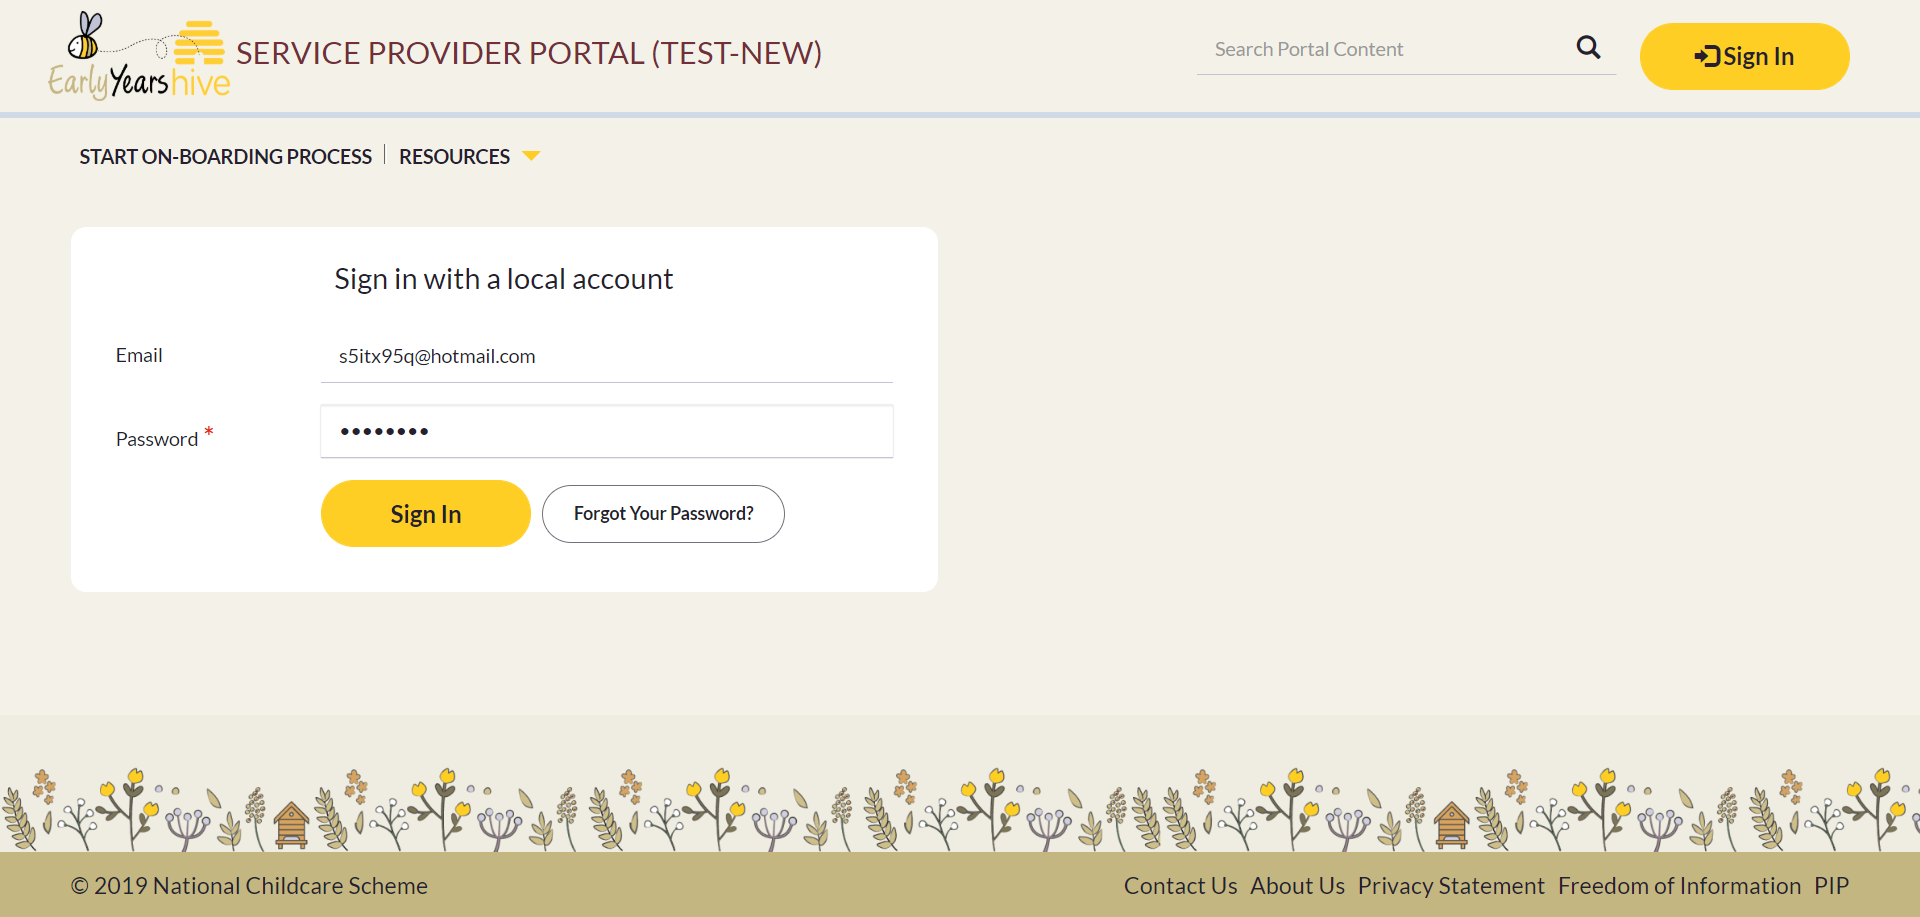 Early Years hive
SERVICE PROVIDER PORTAL (TEST-NEW)
Search Portal Content
Sign In
START ON-BOARDING PROCESS
RESOURCES
Sign in with a local account
Email
s5itx95q@hotmail.com
Password *
••••••••
Sign In
Forgot Your Password?
© 2019 National Childcare Scheme
Contact Us About Us Privacy Statement Freedom of Information PIP